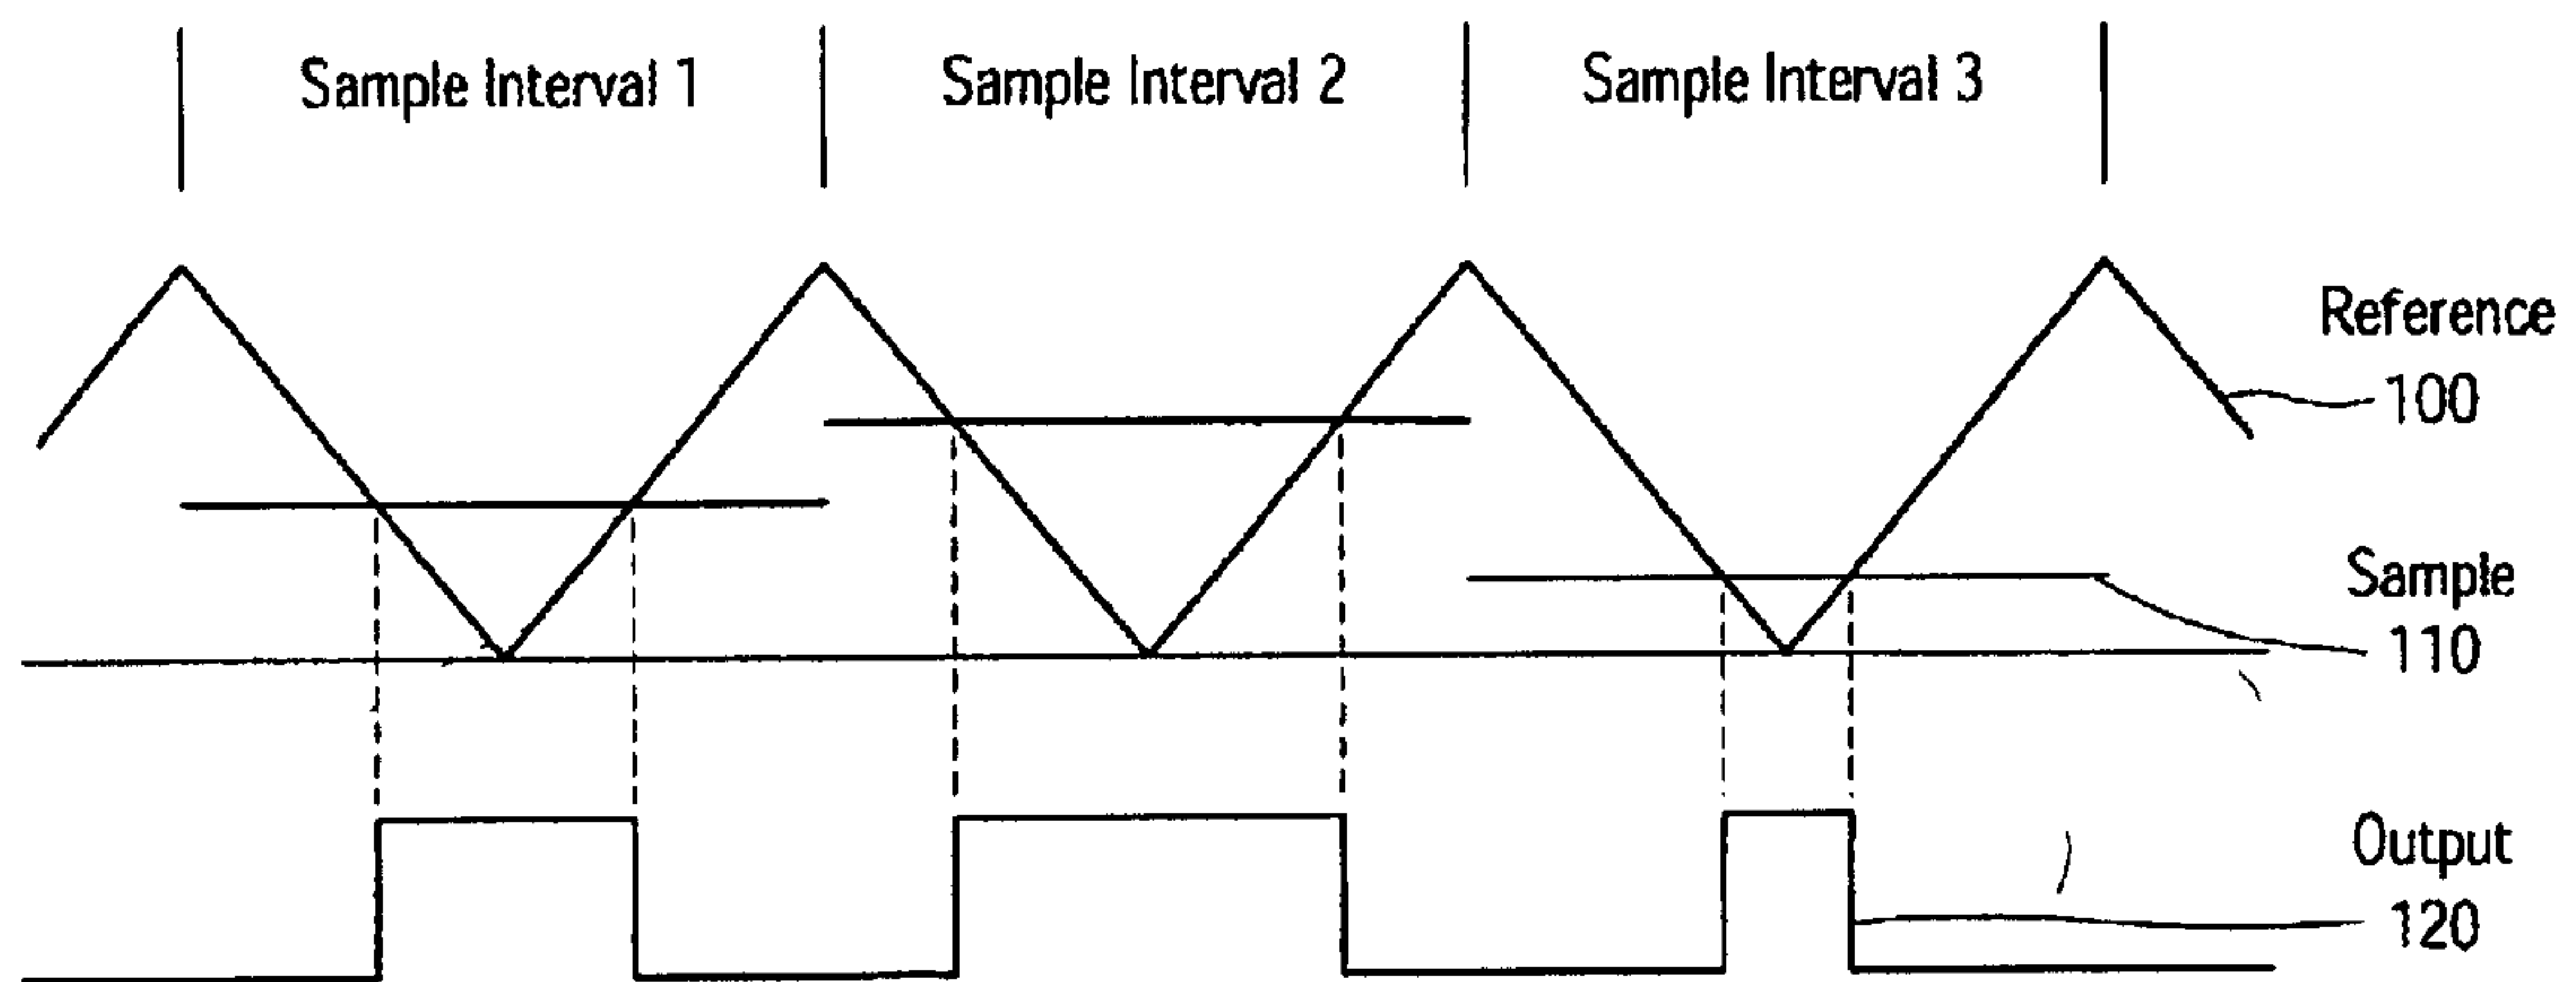 Sample Interval 1
Sample Interval 2
Sample Interval 3
Reference
100
Sample
110
Output
120